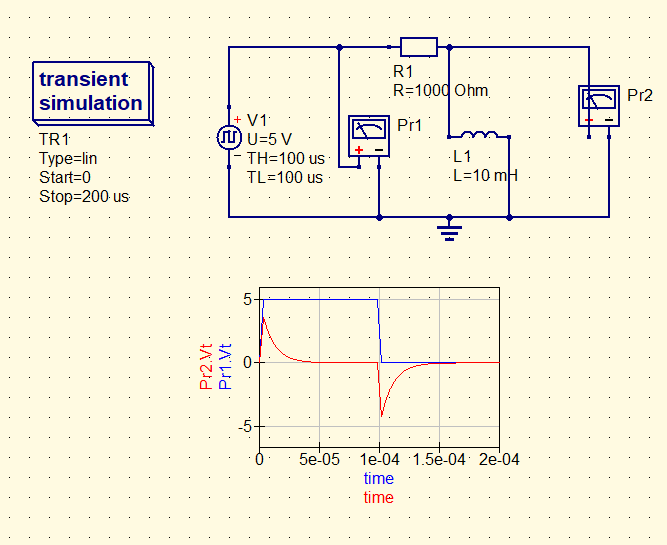 transient
simulation
TR1
Type=lin
Start=0
Stop=200 us
V1
U=5 V
TH=100 us
TL=100 us
Pr1
R1
R=1000 Ohm
Pr2
L1
L=10 mH
Pr2.Vt
Pr1.Vt
5
0
-5
0
5e-05
1e-04
1.5e-04
2e-04
time
time